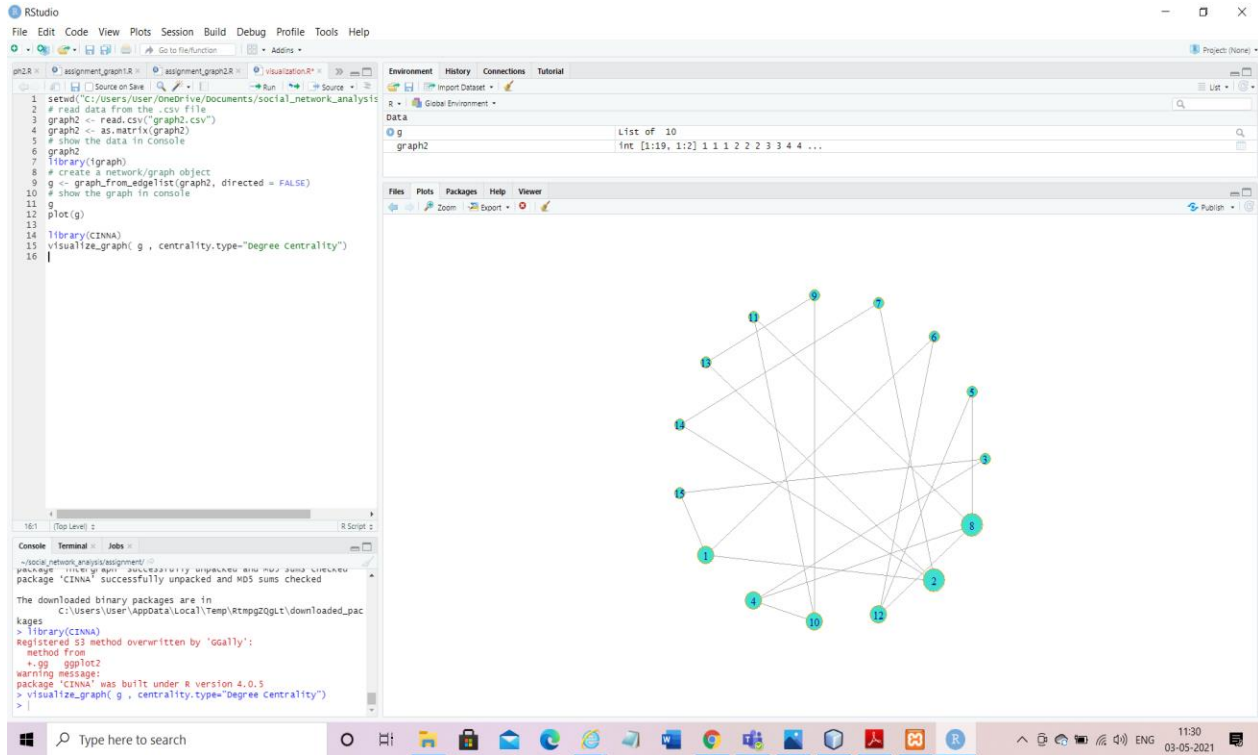 RStudio
File Edit Code View Plots Session Build Debug Profile Tools Help
Go to file/function Addins
Project: (None)
ph2.R assignment_graph1.R assignment_graph2.R visualization.R*
Source on Save Run Source
1 setwd("C:/Users/User/OneDrive/Documents/social_network_analysis
2 # read data from the .csv file
3 graph2 <- read.csv("graph2.csv")
4 graph2 <- as.matrix(graph2)
5 # show the data in console
6 graph2
7 library(igraph)
8 # create a network/graph object
9 g <- graph_from_edgelist(graph2, directed = FALSE)
10 # show the graph in console
11 g
12 plot(g)
13
14 library(CINNA)
15 visualize_graph( g , centrality.type="Degree Centrality")
16
16:1 (Top Level) R Script
Console Terminal Jobs
~/social_network_analysis/assignment/
package 'intergraph' successfully unpacked and MD5 sums checked
package 'CINNA' successfully unpacked and MD5 sums checked
The downloaded binary packages are in
C:\Users\User\AppData\Local\Temp\RtmpgZQgLt\downloaded_pac
kages
> library(CINNA)
Registered S3 method overwritten by 'GGally':
method from
+.gg ggplot2
Warning message:
package 'CINNA' was built under R version 4.0.5
> visualize_graph( g , centrality.type="Degree Centrality")
>
Environment History Connections Tutorial
Import Dataset List
R Global Environment
Data
g List of 10
graph2 int [1:19, 1:2] 1 1 1 2 2 2 3 3 4 4 ...
Files Plots Packages Help Viewer
Zoom Export Publish
9
7
11
6
13
5
14
3
15
8
1
2
4
12
10
Type here to search
ENG
11:30
03-05-2021